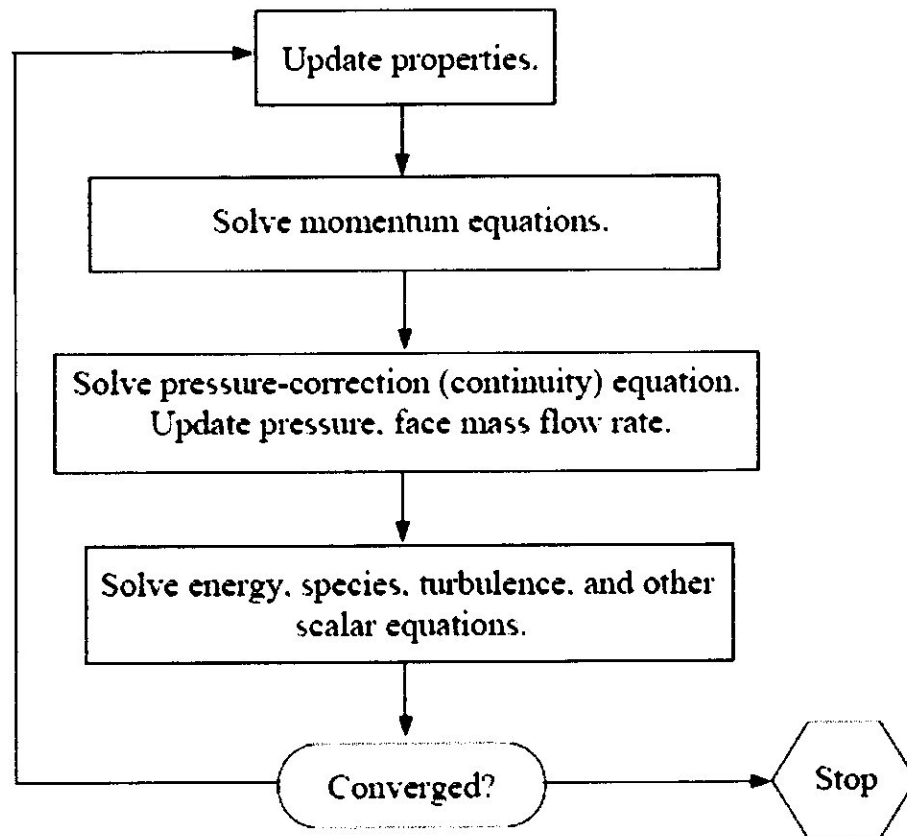 Update properties.
Solve momentum equations.
Solve pressure-correction (continuity) equation.
Update pressure, face mass flow rate.
Solve energy, species, turbulence, and other
scalar equations.
Converged?
Stop